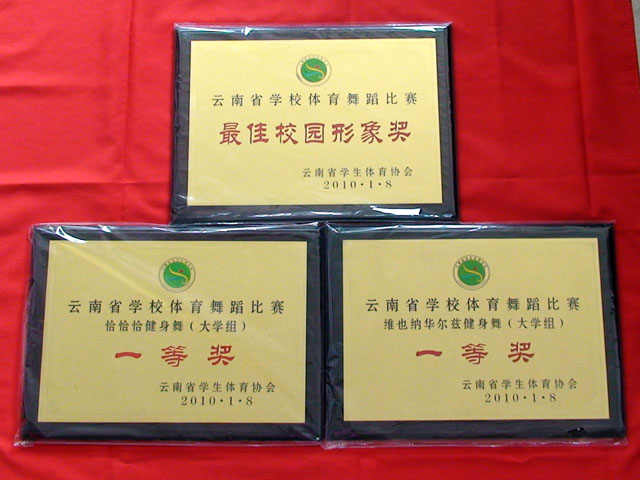 云南省学校体育舞蹈比赛
最佳校园形象奖
云南省学生体育协会
2010·1·8
云南省学校体育舞蹈比赛
恰恰恰健身舞(大学组)
一等奖
云南省学生体育协会
2010·1·8
云南省学校体育舞蹈比赛
维也纳华尔兹健身舞(大学组)
一等奖
云南省学生体育协会
2010·1·8